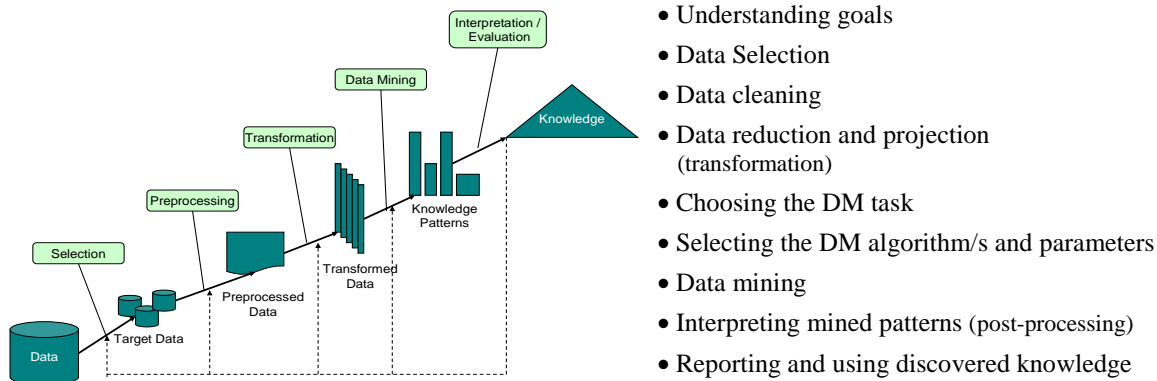 Interpretation /
Evaluation
Data Mining
Knowledge
Transformation
Preprocessing
Knowledge
Patterns
Selection
Transformed
Data
Preprocessed
Data
Target Data
Data
• Understanding goals
• Data Selection
• Data cleaning
• Data reduction and projection
(transformation)
• Choosing the DM task
• Selecting the DM algorithm/s and parameters
• Data mining
• Interpreting mined patterns (post-processing)
• Reporting and using discovered knowledge